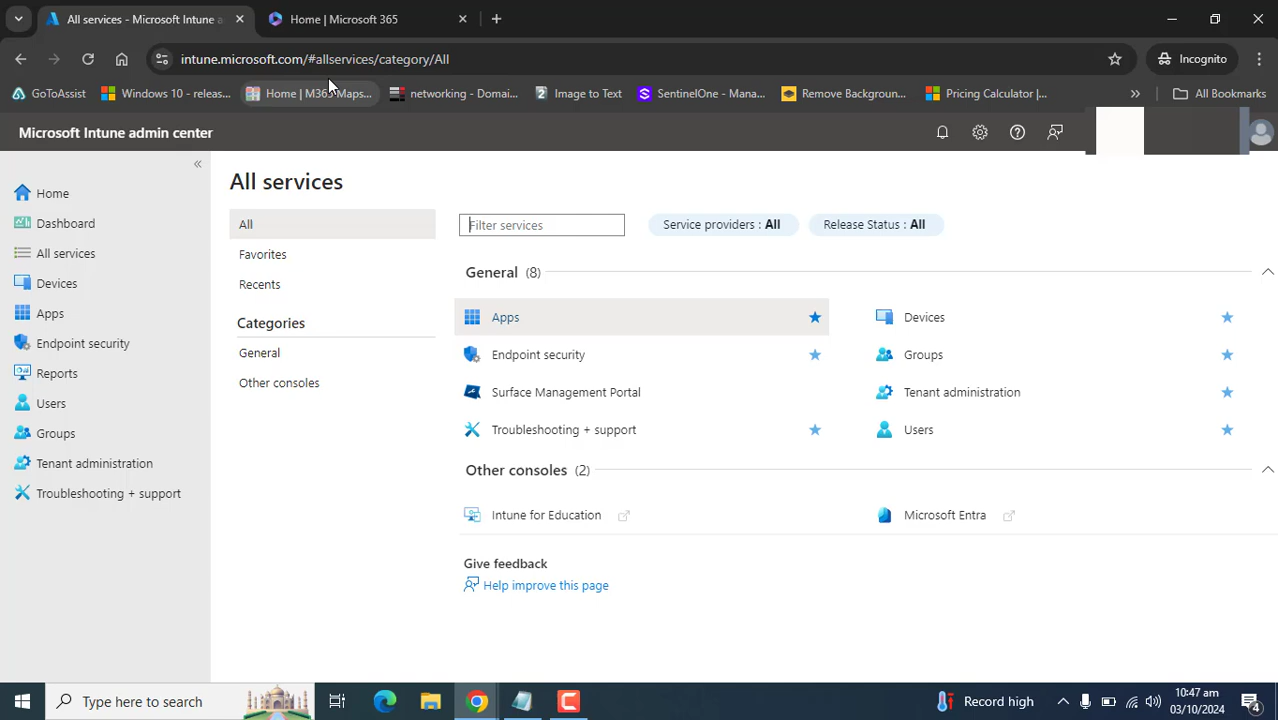 All services - Microsoft Intune a
Home | Microsoft 365
intune.microsoft.com/#allservices/category/All
Incognito
GoToAssist
Windows 10 - releas...
Home | M365 Maps...
networking - Domai...
Image to Text
SentinelOne - Mana...
Remove Backgroun...
Pricing Calculator |...
All Bookmarks
Microsoft Intune admin center
All services
Home
Dashboard
All services
Devices
Apps
Endpoint security
Reports
Users
Groups
Tenant administration
Troubleshooting + support
All
Favorites
Recents
Categories
General
Other consoles
Filter services
Service providers : All
Release Status : All
General (8)
Apps
Devices
Endpoint security
Groups
Surface Management Portal
Tenant administration
Troubleshooting + support
Users
Other consoles (2)
Intune for Education
Microsoft Entra
Give feedback
Help improve this page
Type here to search
Record high
10:47 am
03/10/2024
4